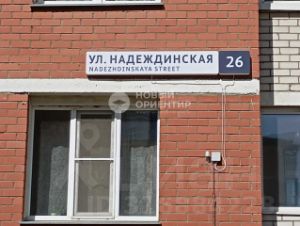 УЛ. НАДЕЖДИНСКАЯ 26
NADEZHDINSKAYA STREET
НОВЫЙ
ОРИЕНТИР